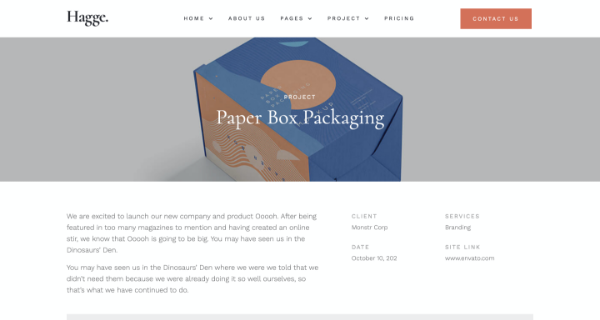 Hagge.
HOME
ABOUT US
PAGES
PROJECT
PRICING
CONTACT US
PROJECT
Paper Box Packaging
We are excited to launch our new company and product Ooooh. After being
featured in too many magazines to mention and having created an online
stir, we know that Ooooh is going to be big. You may have seen us in the
Dinosaurs' Den.
You may have seen us in the Dinosaurs' Den where we were we told that we
didn't need them because we were already doing it so well ourselves, so
that's what we have continued to do.
CLIENT
Monstr Corp
SERVICES
Branding
DATE
October 10, 202
SITE LINK
www.envato.com